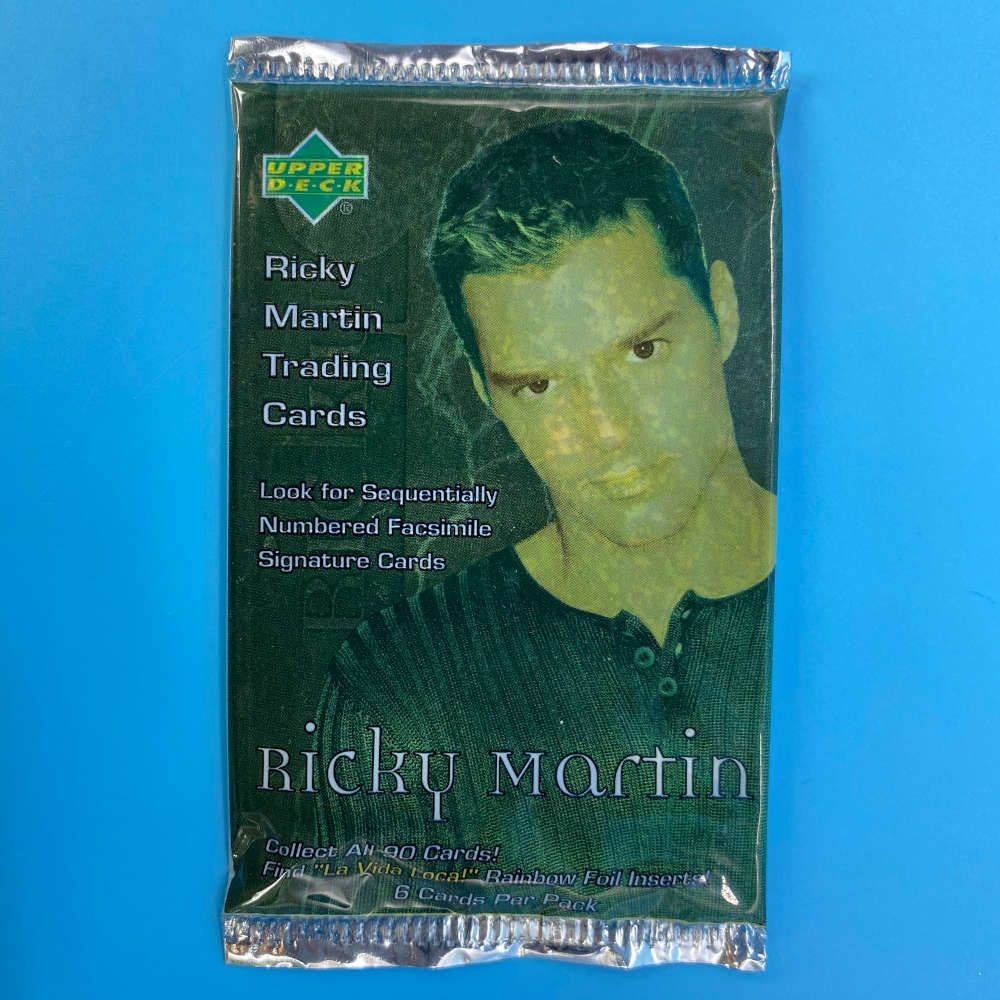 UPPER
D·E·C·K
®
Ricky
Martin
Trading
Cards
Look for Sequentially
Numbered Facsimile
Signature Cards
Ricky Martin
Collect All 90 Cards!
Find "La Vida Loca!" Rainbow Foil Inserts!
6 Cards Per Pack